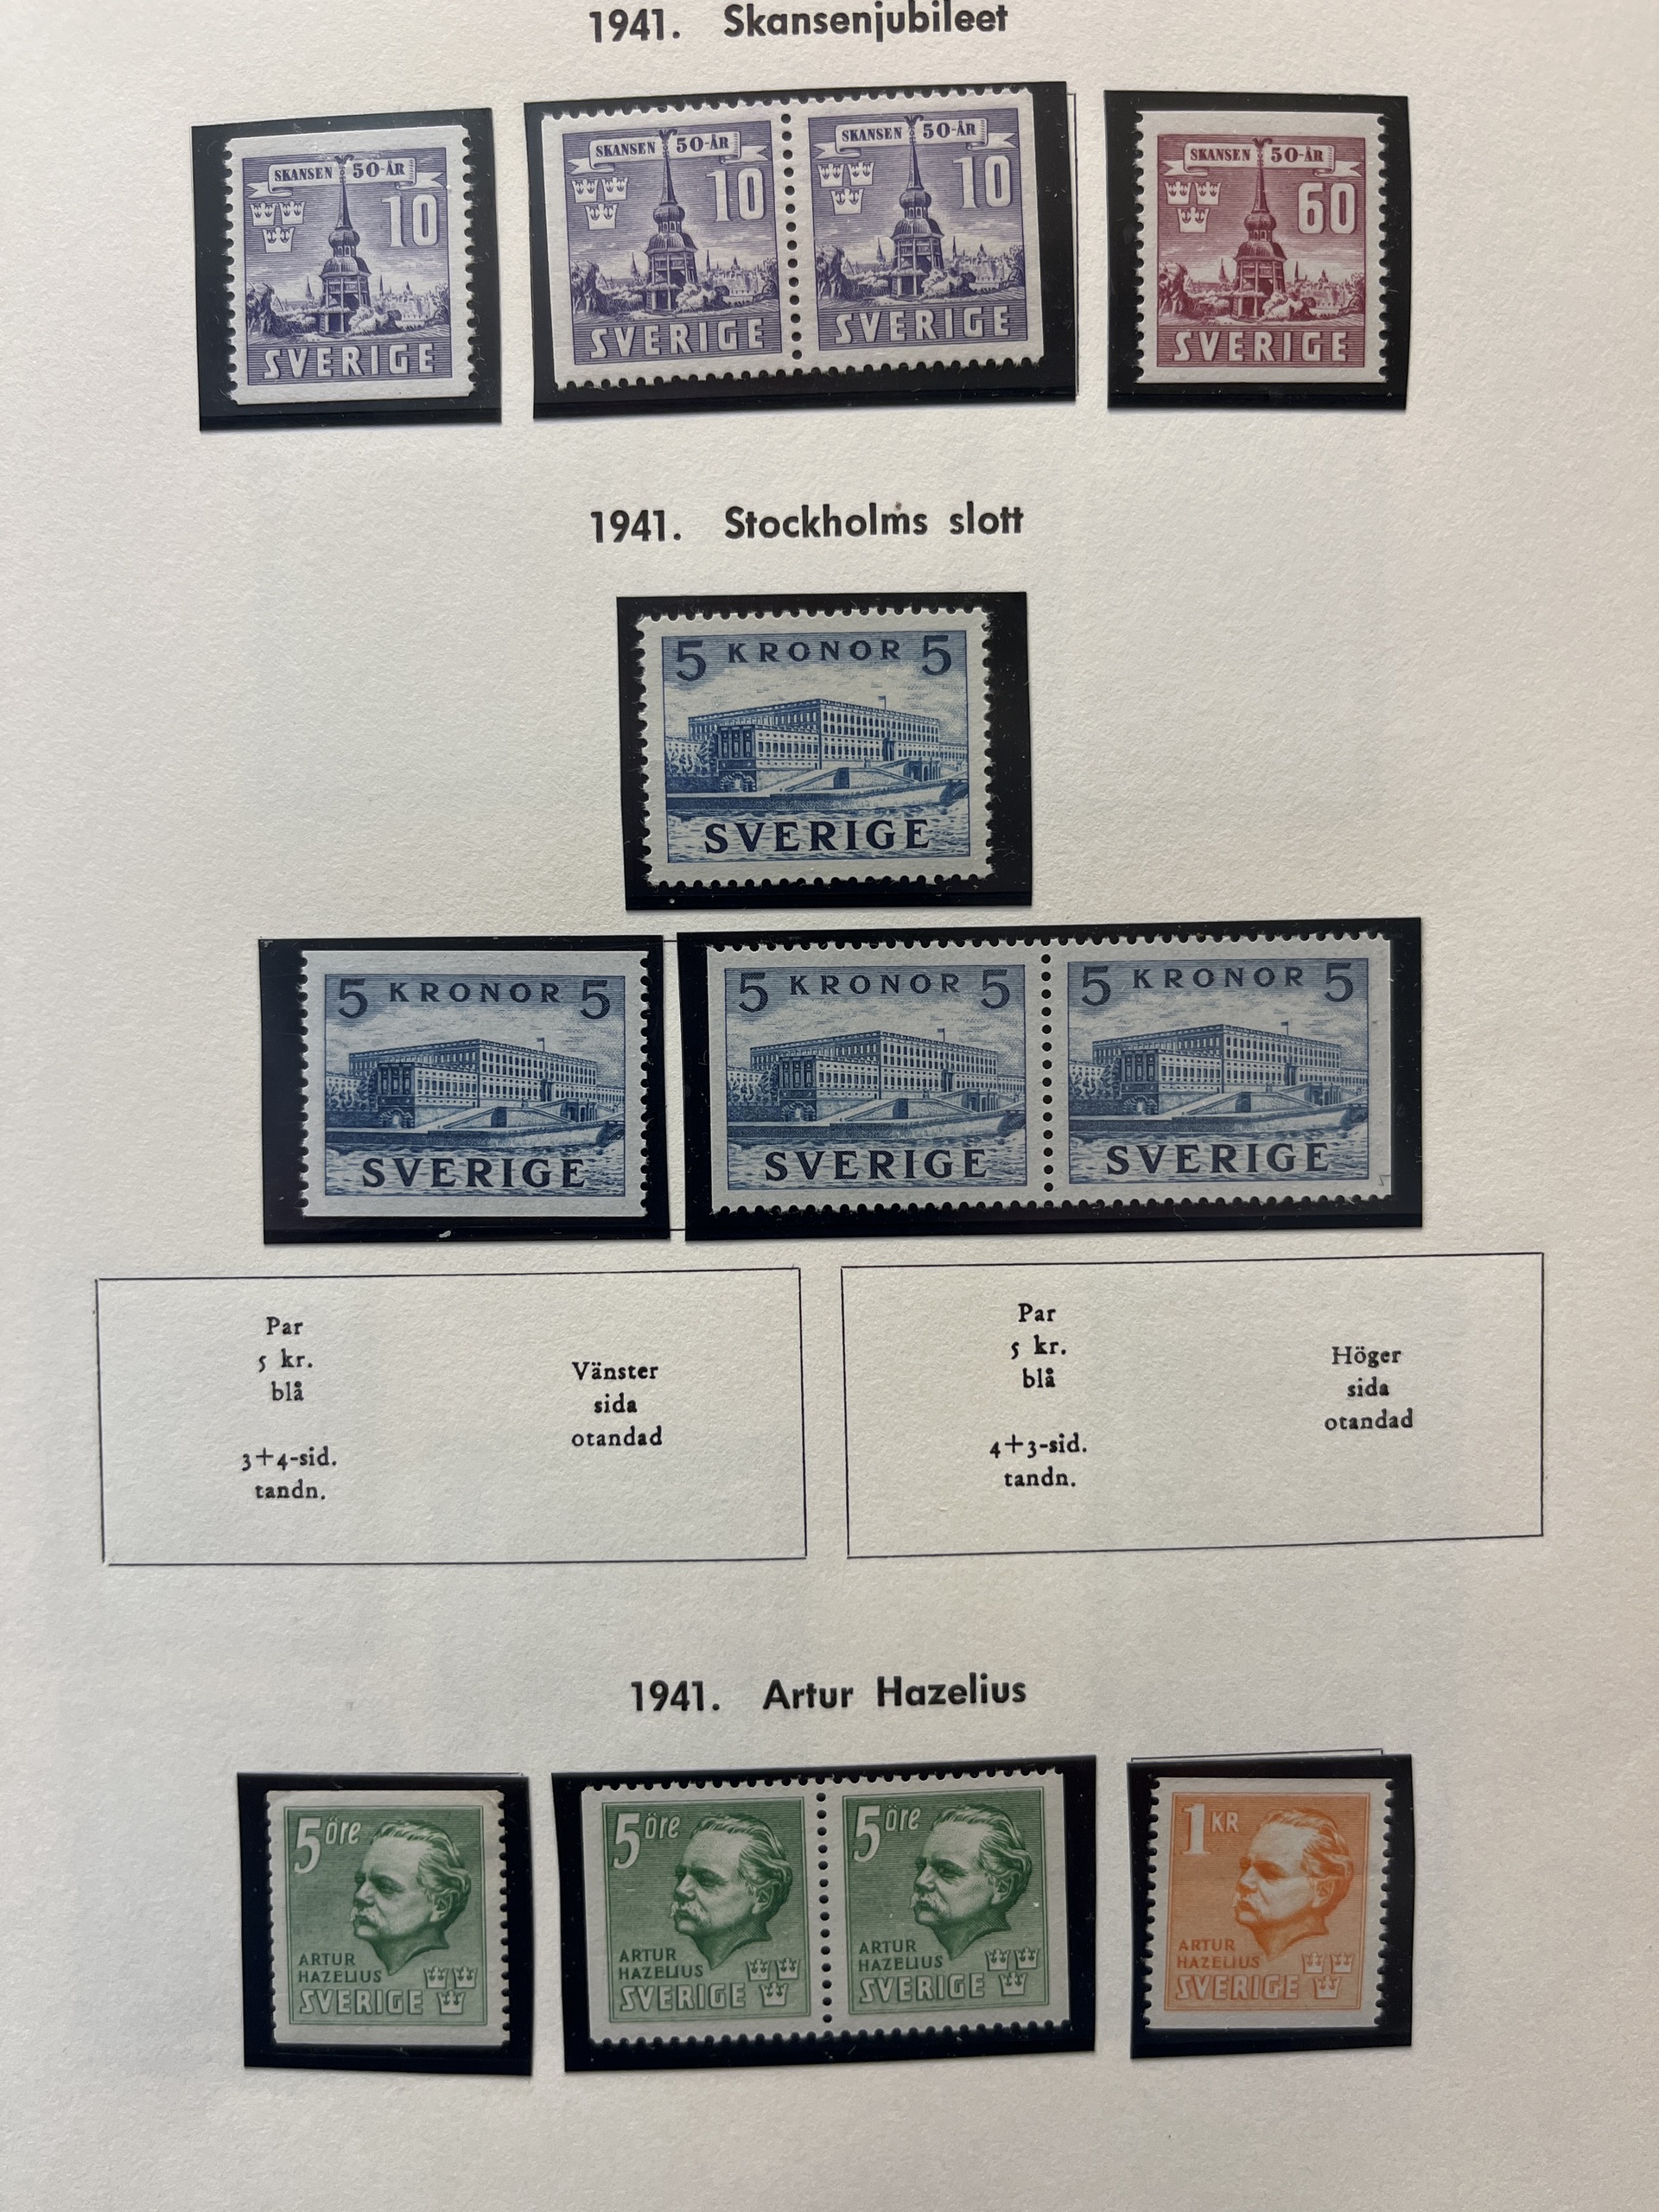 1941. Skansenjubileet
SKANSEN 50-ÅR
10
SVERIGE
SKANSEN 50-ÅR
10
SVERIGE
SKANSEN 50-ÅR
10
SVERIGE
SKANSEN 50-ÅR
60
SVERIGE
1941. Stockholms slott
5 KRONOR 5
SVERIGE
5 KRONOR 5
SVERIGE
5 KRONOR 5
SVERIGE
5 KRONOR 5
SVERIGE
Par
5 kr.
blå
3+4-sid.
tandn.
Vänster
sida
otandad
Par
5 kr.
blå
4+3-sid.
tandn.
Höger
sida
otandad
1941. Artur Hazelius
5 öre
ARTUR
HAZELIUS
SVERIGE
5 öre
ARTUR
HAZELIUS
SVERIGE
5 öre
ARTUR
HAZELIUS
SVERIGE
1 KR
ARTUR
HAZELIUS
SVERIGE